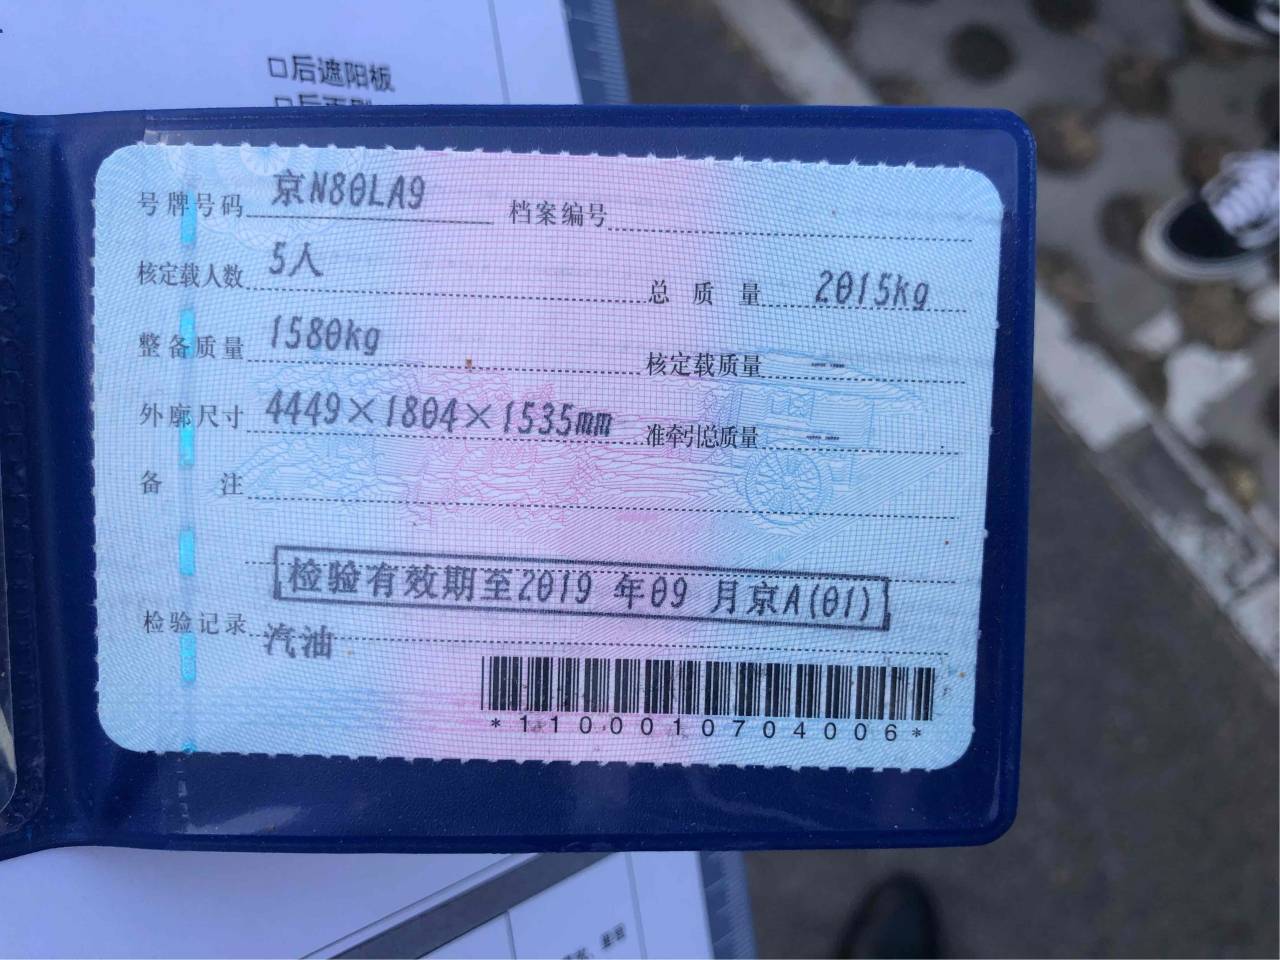 口后遮阳板
号牌号码 京N80LA9 档案编号
核定载人数 5人 总质量 2015kg
整备质量 1580kg 核定载质量 --
外廓尺寸 4449×1804×1535mm 准牵引总质量 --
备注
检验有效期至2019 年09 月京A(01)
检验记录 汽油
*1100010704006*